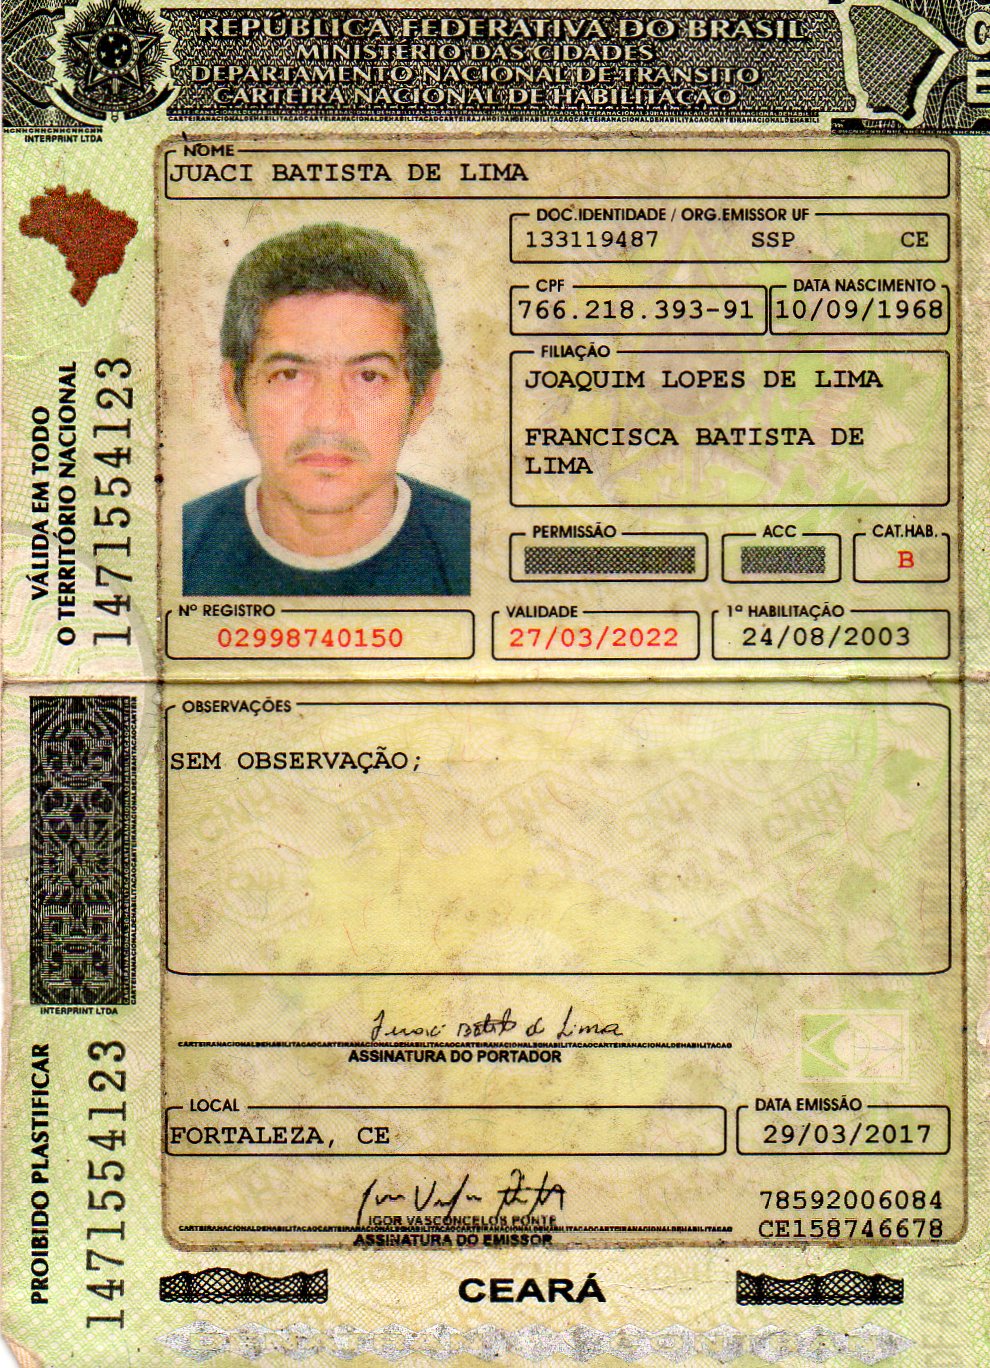 REPÚBLICA FEDERATIVA DO BRASIL
MINISTÉRIO DAS CIDADES
DEPARTAMENTO NACIONAL DE TRÂNSITO
CARTEIRA NACIONAL DE HABILITAÇÃO
INTERPRINT LTDA
NOME
JUACI BATISTA DE LIMA
DOC.IDENTIDADE / ORG.EMISSOR UF
133119487 SSP CE
CPF
766.218.393-91
DATA NASCIMENTO
10/09/1968
FILIAÇÃO
JOAQUIM LOPES DE LIMA
FRANCISCA BATISTA DE
LIMA
PERMISSÃO
ACC
CAT.HAB.
B
Nº REGISTRO
02998740150
VALIDADE
27/03/2022
1ª HABILITAÇÃO
24/08/2003
VÁLIDA EM TODO
O TERRITÓRIO NACIONAL
1471554123
OBSERVAÇÕES
SEM OBSERVAÇÃO;
INTERPRINT LTDA
Juaci Batista de Lima
ASSINATURA DO PORTADOR
LOCAL
FORTALEZA, CE
DATA EMISSÃO
29/03/2017
IGOR VASCONCELOS PONTE
ASSINATURA DO EMISSOR
78592006084
CE158746678
PROIBIDO PLASTIFICAR
1471554123
CEARÁ